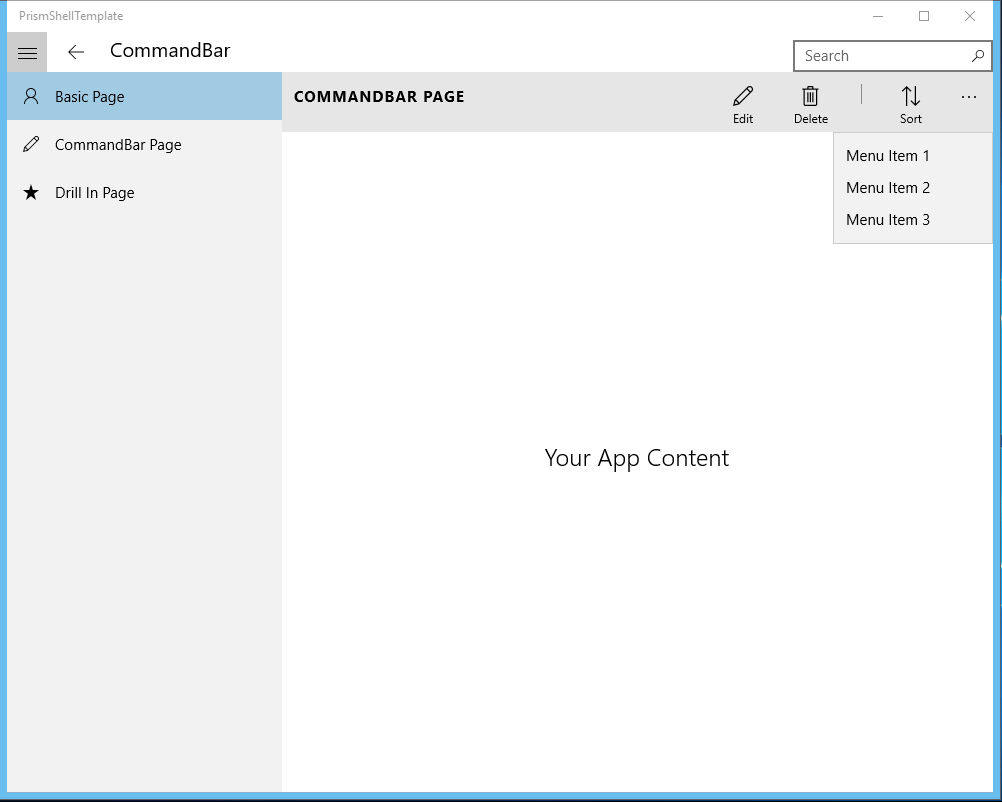 PrismShellTemplate
CommandBar
Search
Basic Page
CommandBar Page
Drill In Page
COMMANDBAR PAGE
Edit
Delete
Sort
Menu Item 1
Menu Item 2
Menu Item 3
Your App Content